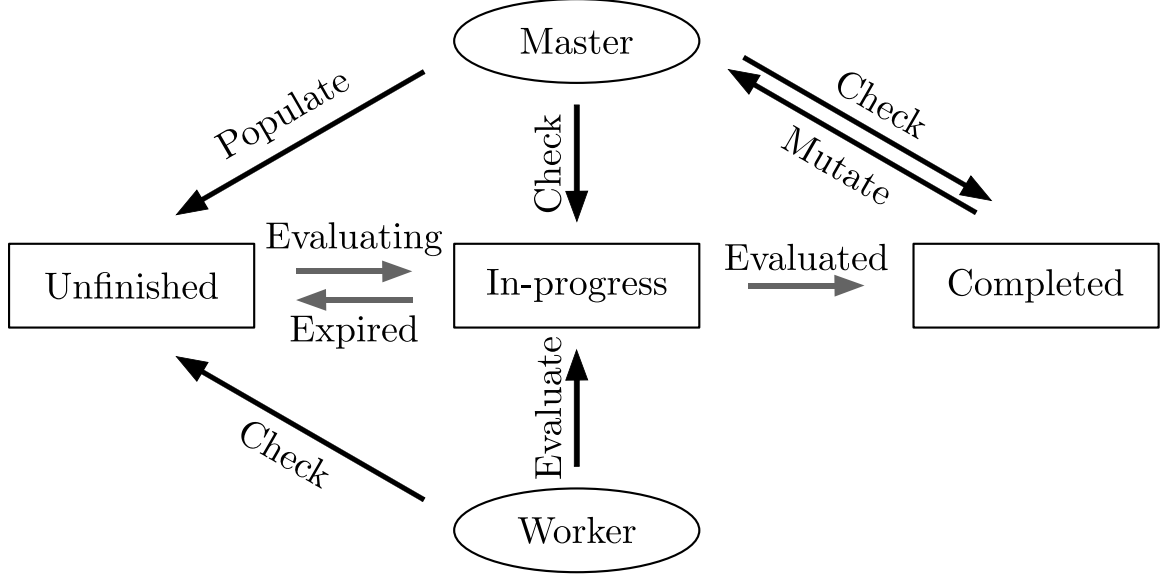 Master
Populate
Check
Check
Mutate
Evaluating
Evaluated
Unfinished
In-progress
Completed
Expired
Check
Evaluate
Worker